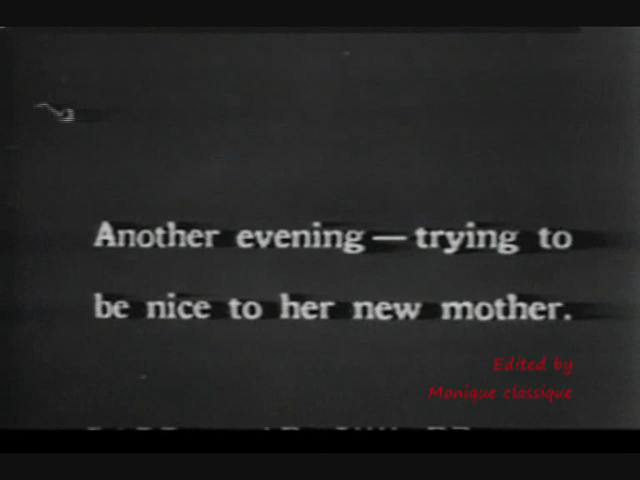 Another evening — trying to
be nice to her new mother.
Edited by
Monique classique